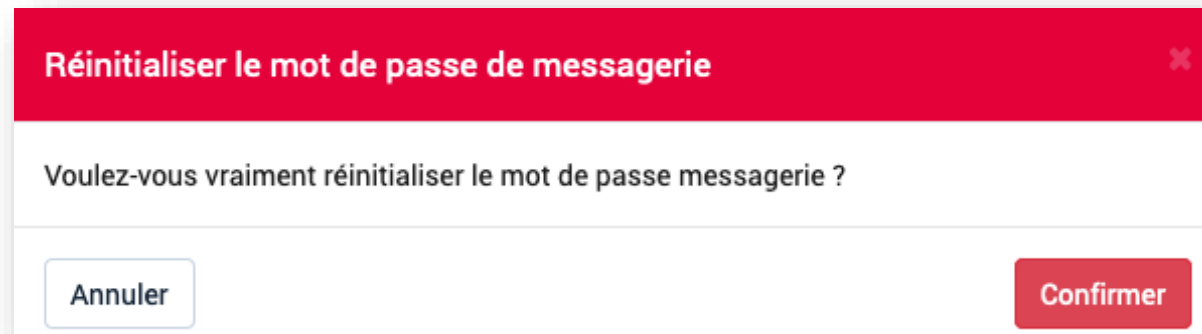 Réinitialiser le mot de passe de messagerie
Voulez-vous vraiment réinitialiser le mot de passe messagerie ?
Annuler
Confirmer